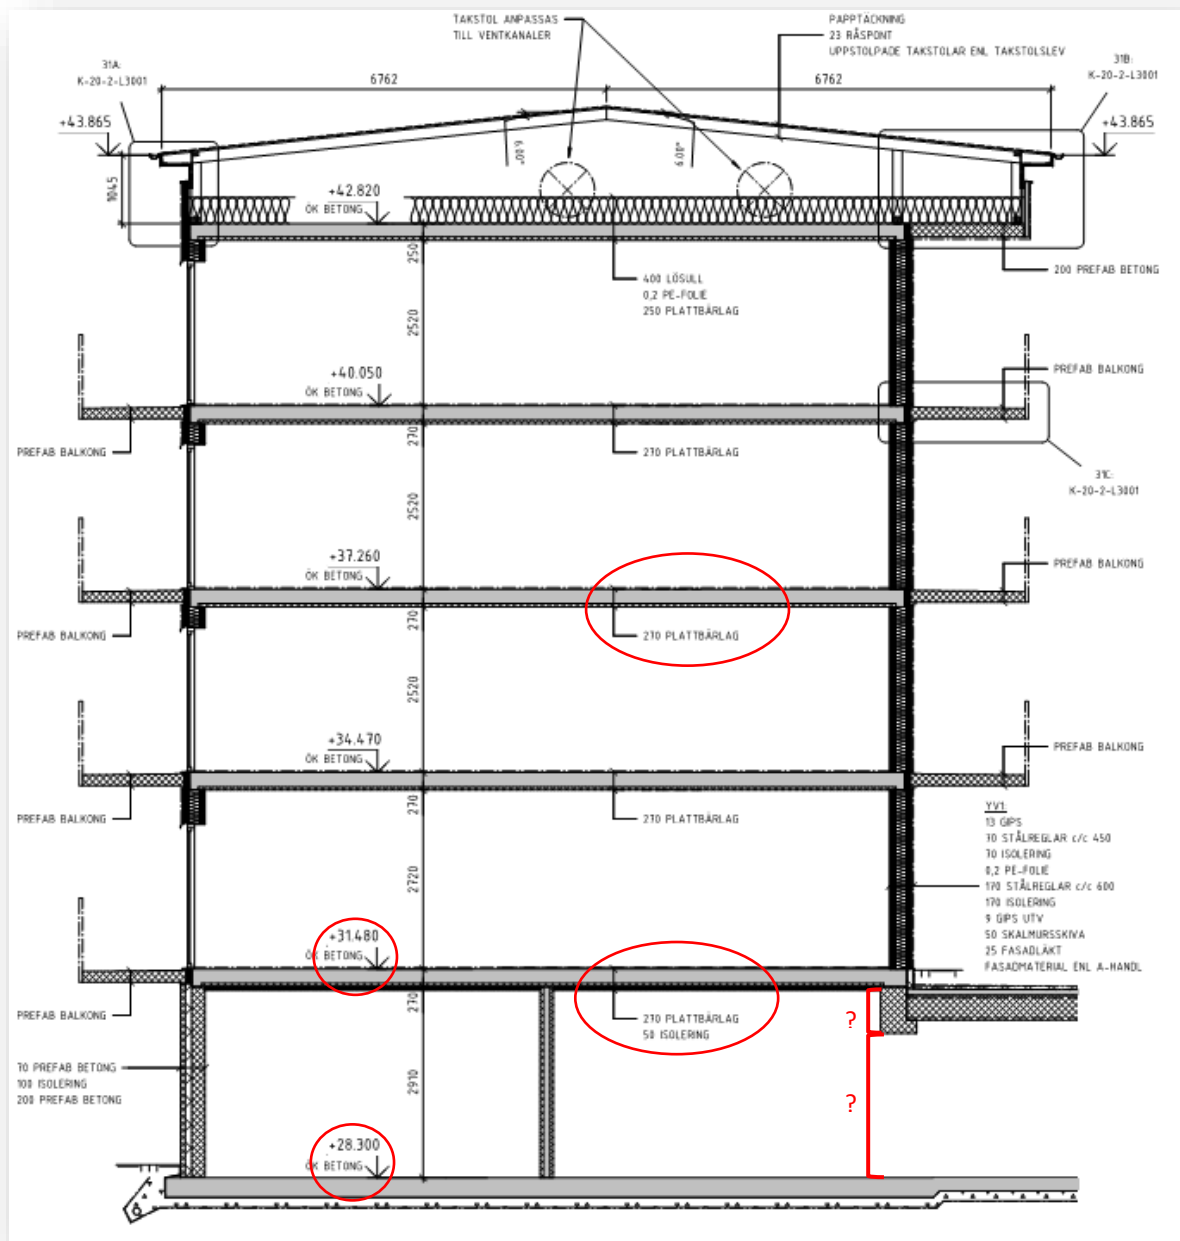 TAKSTOL ANPASSAS
TILL VENTKANALER
PAPPTÄCKNING
23 RÅSPONT
UPPSTOLPADE TAKSTOLAR ENL TAKSTOLSLEV
31A:
K-20-2-L3001
31B:
K-20-2-L3001
6762
6762
+43.865
+43.865
6.00°
6.00°
1045
+42.820
ÖK BETONG
250
400 LÖSULL
0,2 PE-FOLIE
250 PLATTBÄRLAG
200 PREFAB BETONG
2520
+40.050
ÖK BETONG
PREFAB BALKONG
PREFAB BALKONG
270
270 PLATTBÄRLAG
31C:
K-20-2-L3001
2520
+37.260
ÖK BETONG
PREFAB BALKONG
PREFAB BALKONG
270
270 PLATTBÄRLAG
2520
+34.470
ÖK BETONG
PREFAB BALKONG
PREFAB BALKONG
270
270 PLATTBÄRLAG
YV1:
13 GIPS
70 STÅLREGLAR c/c 450
70 ISOLERING
0,2 PE-FOLIE
170 STÅLREGLAR c/c 600
170 ISOLERING
9 GIPS UTV
50 SKALMURSSKIVA
25 FASADLÄKT
FASADMATERIAL ENL A-HANDL
2720
+31.480
ÖK BETONG
PREFAB BALKONG
270
270 PLATTBÄRLAG
50 ISOLERING
?
70 PREFAB BETONG
100 ISOLERING
200 PREFAB BETONG
2910
?
+28.300
ÖK BETONG